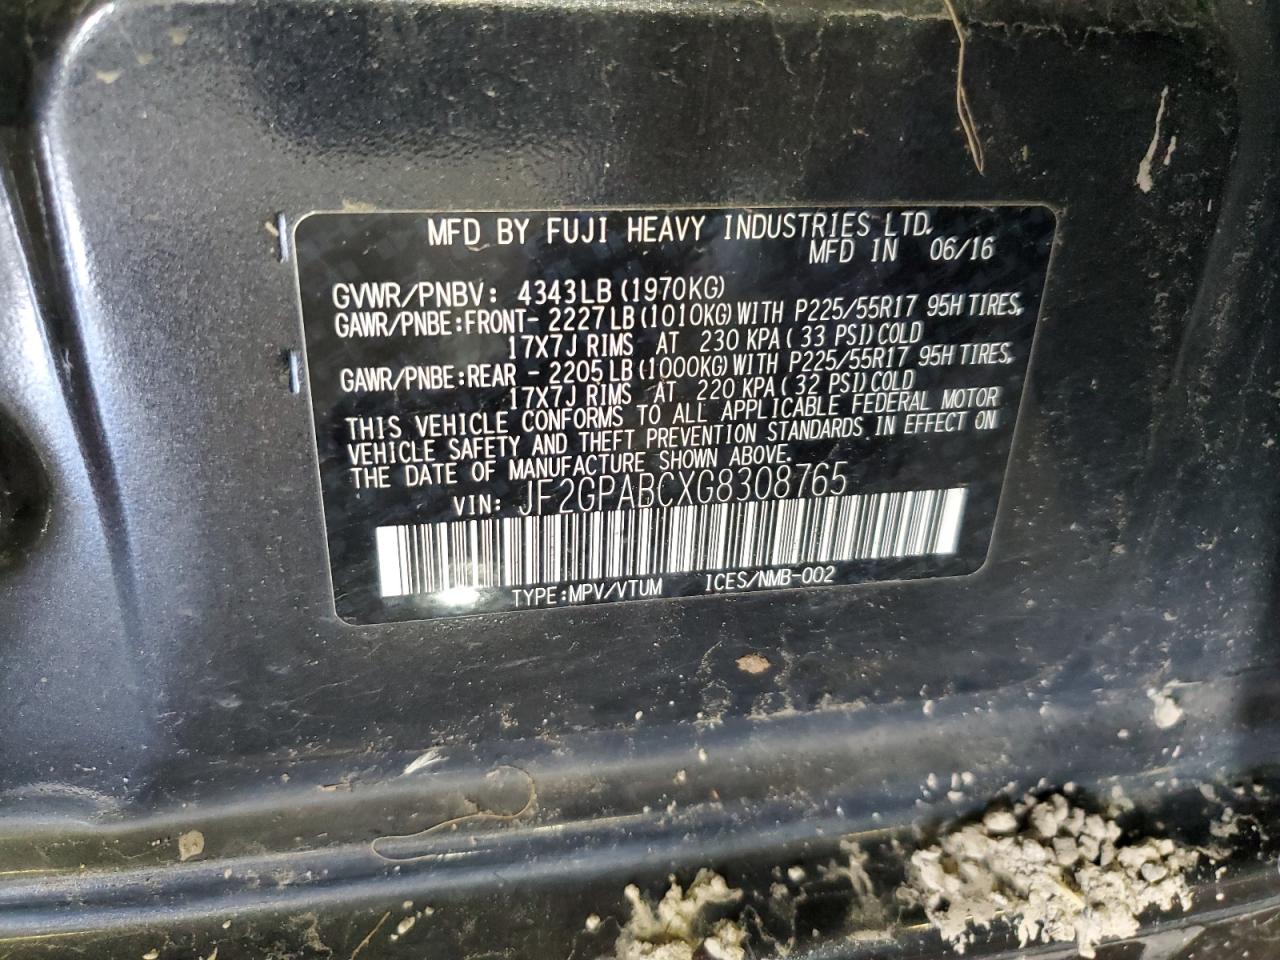 MFD BY FUJI HEAVY INDUSTRIES LTD.
MFD IN 06/16
GVWR/PNBV: 4343LB (1970KG)
GAWR/PNBE:FRONT- 2227LB (1010KG) WITH P225/55R17 95H TIRES,
17X7J RIMS AT 230 KPA (33 PSI) COLD
GAWR/PNBE:REAR - 2205LB (1000KG) WITH P225/55R17 95H TIRES,
17X7J RIMS AT 220 KPA (32 PSI) COLD
THIS VEHICLE CONFORMS TO ALL APPLICABLE FEDERAL MOTOR
VEHICLE SAFETY AND THEFT PREVENTION STANDARDS IN EFFECT ON
THE DATE OF MANUFACTURE SHOWN ABOVE.
VIN: JF2GPABCXG8308765
TYPE:MPV/VTUM ICES/NMB-002